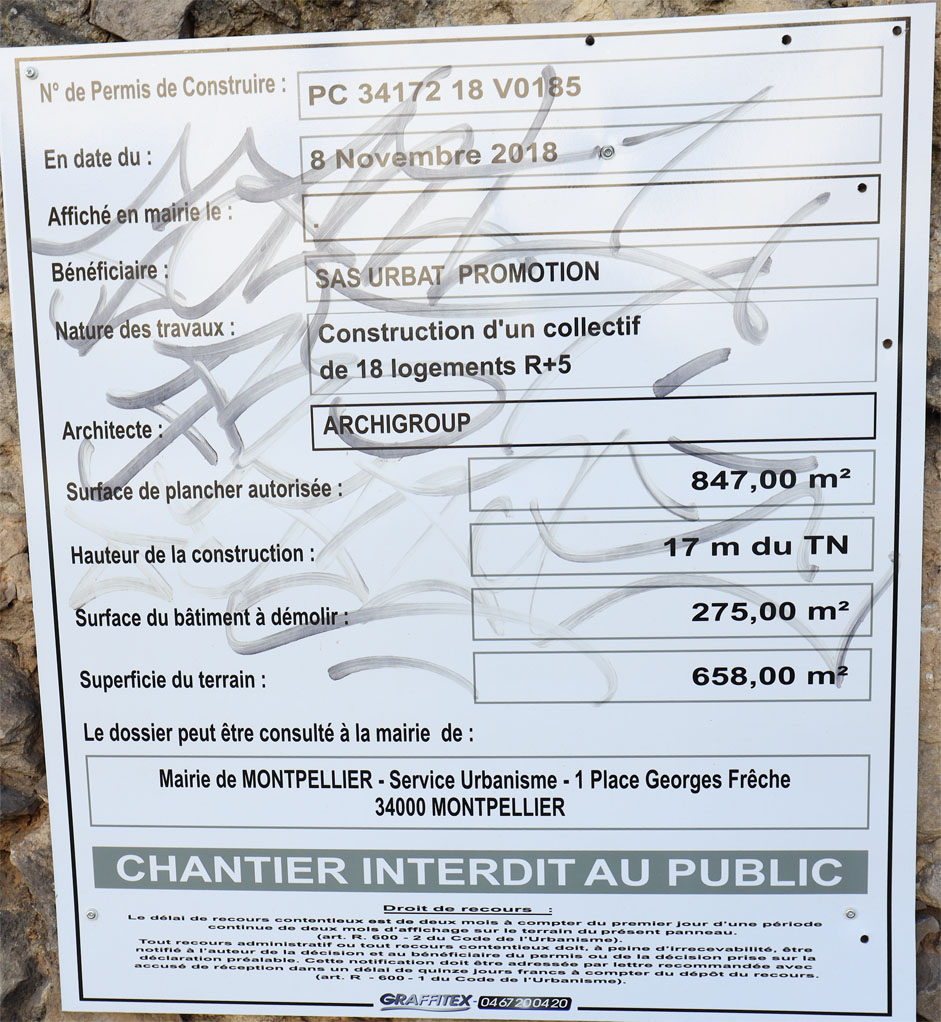 N° de Permis de Construire : PC 34172 18 V0185
En date du : 8 Novembre 2018
Affiché en mairie le : .
Bénéficiaire : SAS URBAT PROMOTION
Nature des travaux : Construction d'un collectif
de 18 logements R+5
Architecte : ARCHIGROUP
Surface de plancher autorisée : 847,00 m²
Hauteur de la construction : 17 m du TN
Surface du bâtiment à démolir : 275,00 m²
Superficie du terrain : 658,00 m²
Le dossier peut être consulté à la mairie de :
Mairie de MONTPELLIER - Service Urbanisme - 1 Place Georges Frêche
34000 MONTPELLIER
CHANTIER INTERDIT AU PUBLIC
Droit de recours :
Le délai de recours contentieux est de deux mois à compter du premier jour d'une période
continue de deux mois d'affichage sur le terrain du présent panneau.
(art. R. 600 - 2 du Code de l'Urbanisme).
Tout recours administratif ou tout recours contentieux doit, à peine d'irrecevabilité, être
notifié à l'auteur de la décision et au bénéficiaire du permis ou de la décision prise sur la
déclaration préalable. Cette notification doit être adressée par lettre recommandée avec
accusé de réception dans un délai de quinze jours francs à compter du dépôt du recours.
(art. R - 600 - 1 du Code de l'Urbanisme).
GRAFFITEX - 0467200420